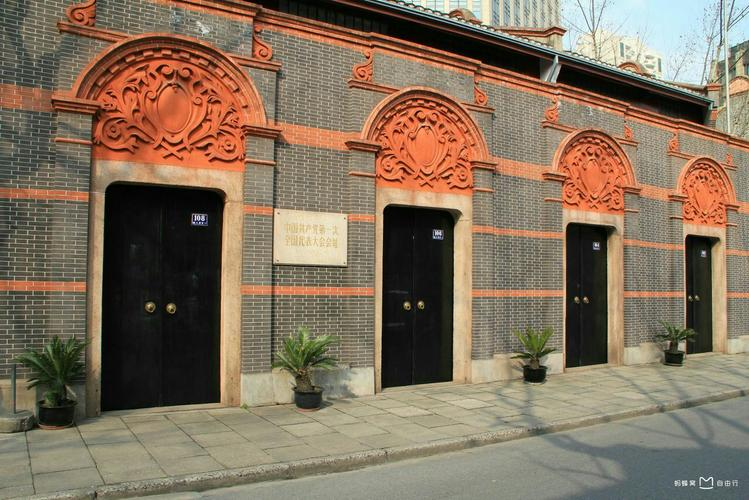 108
中国共产党第一次
全国代表大会会址
106
蚂蜂窝 自由行